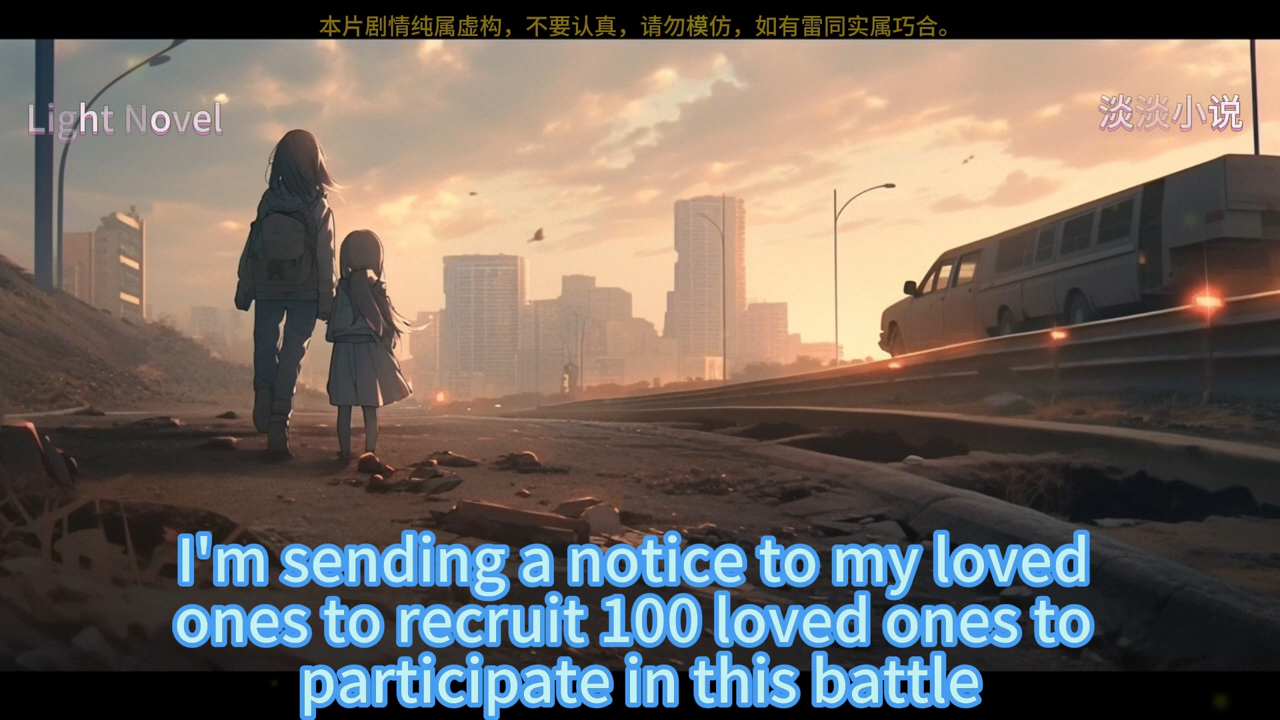 本片剧情纯属虚构，不要认真，请勿模仿，如有雷同实属巧合。
Light Novel
淡淡小说
I'm sending a notice to my loved
ones to recruit 100 loved ones to
participate in this battle